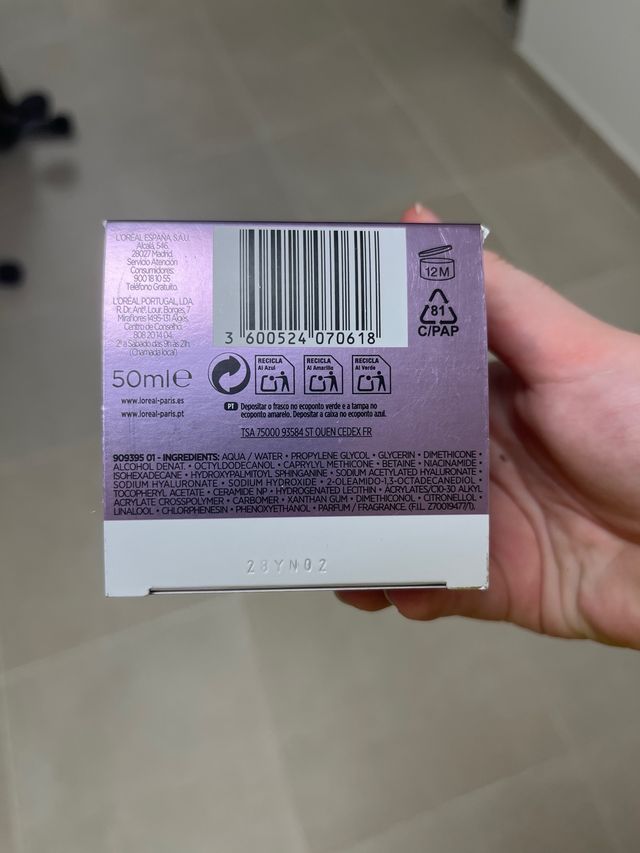 L'ORÉAL ESPAÑA, S.A.U.
Alcalá, 546.
28027 Madrid.
Servicio Atención
Consumidores:
900 18 10 55
Teléfono Gratuito.
L'ORÉAL PORTUGAL, LDA.
R. Dr. Antº. Lour. Borges, 7
Miraflores 1495-131 Algés.
Centro de Conselho:
808 20 14 04
2ª a Sábado das 9h às 21h.
(Chamada local)
50ml e
www.loreal-paris.es
www.loreal-paris.pt
3 600524 070618
12 M
81
C/PAP
RECICLA
Al Azul
RECICLA
Al Amarillo
RECICLA
Al Verde
PT Depositar o frasco no ecoponto verde e a tampa no
ecoponto amarelo. Depositar a caixa no ecoponto azul.
TSA 75000 93584 ST OUEN CEDEX FR
909395 01 - INGREDIENTS: AQUA / WATER • PROPYLENE GLYCOL • GLYCERIN • DIMETHICONE •
ALCOHOL DENAT. • OCTYLDODECANOL • CAPRYLYL METHICONE • BETAINE • NIACINAMIDE •
ISOHEXADECANE • HYDROXYPALMITOYL SPHINGANINE • SODIUM ACETYLATED HYALURONATE •
SODIUM HYALURONATE • SODIUM HYDROXIDE • 2-OLEAMIDO-1,3-OCTADECANEDIOL •
TOCOPHERYL ACETATE • CERAMIDE NP • HYDROGENATED LECITHIN • ACRYLATES/C10-30 ALKYL
ACRYLATE CROSSPOLYMER • CARBOMER • XANTHAN GUM • DIMETHICONOL • CITRONELLOL •
LINALOOL • CHLORPHENESIN • PHENOXYETHANOL • PARFUM / FRAGRANCE. (F.I.L. Z70019477/1).
28YN02